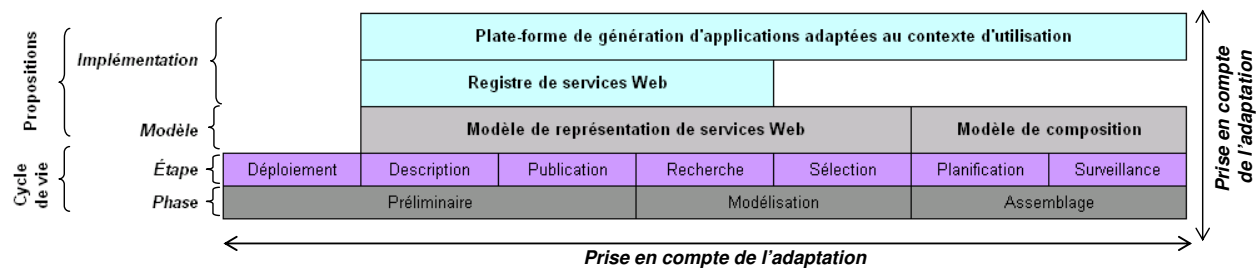 Plate-forme de génération d'applications adaptées au contexte d'utilisation
Implémentation
Propositions
Registre de services Web
Modèle
Modèle de représentation de services Web
Modèle de composition
Cycle
de vie
Étape
Déploiement
Description
Publication
Recherche
Sélection
Planification
Surveillance
Phase
Préliminaire
Modélisation
Assemblage
Prise en compte
de l'adaptation
Prise en compte de l'adaptation